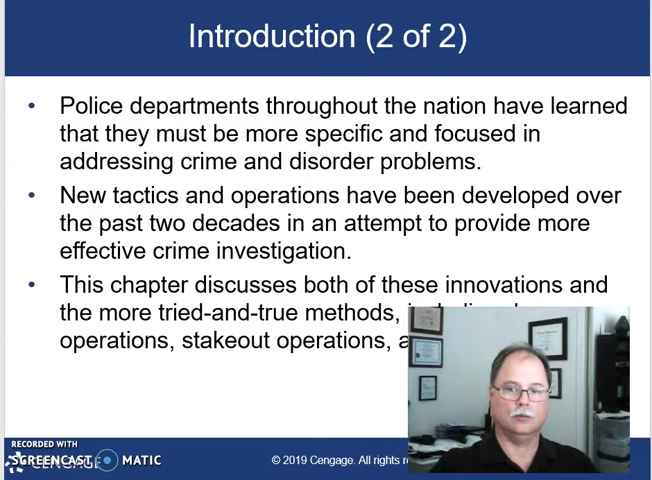 Introduction (2 of 2)
• Police departments throughout the nation have learned
that they must be more specific and focused in
addressing crime and disorder problems.
• New tactics and operations have been developed over
the past two decades in an attempt to provide more
effective crime investigation.
• This chapter discusses both of these innovations and
the more tried-and-true methods,
operations, stakeout operations,
RECORDED WITH
SCREENCAST MATIC
CENGAGE
© 2019 Cengage. All rights